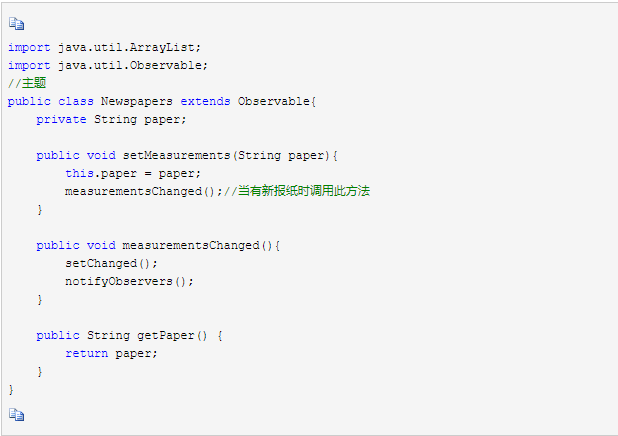 import java.util.ArrayList;
import java.util.Observable;
//主题
public class Newspapers extends Observable{
    private String paper;

    public void setMeasurements(String paper){
        this.paper = paper;
        measurementsChanged();//当有新报纸时调用此方法
    }

    public void measurementsChanged(){
        setChanged();
        notifyObservers();
    }

    public String getPaper() {
        return paper;
    }
}